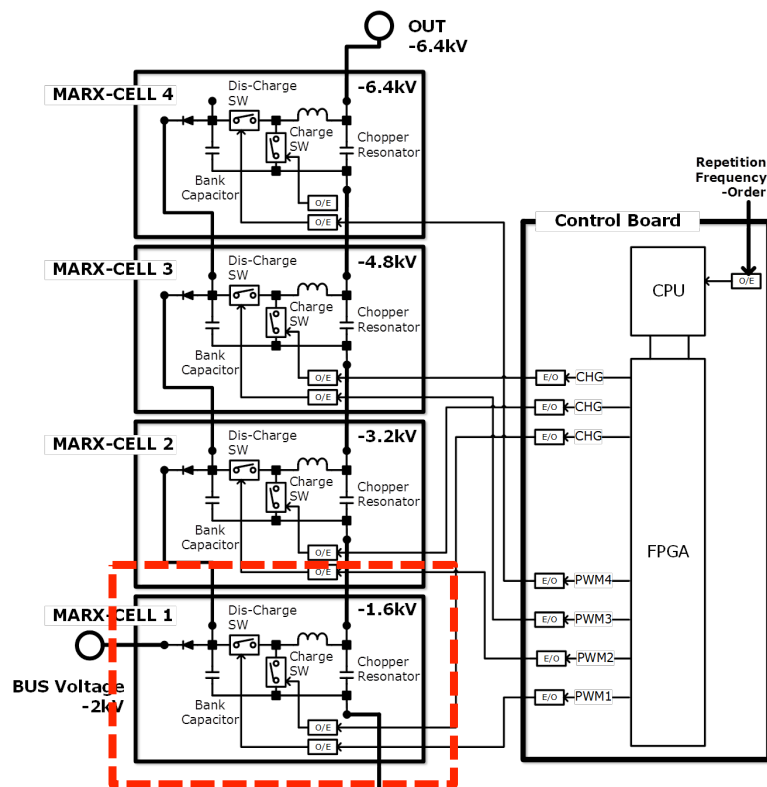 OUT
-6.4kV
MARX-CELL 4
Dis-Charge
SW
-6.4kV
Charge
SW
Chopper
Resonator
Bank
Capacitor
O/E
O/E
MARX-CELL 3
Dis-Charge
SW
-4.8kV
Charge
SW
Chopper
Resonator
Bank
Capacitor
O/E
O/E
MARX-CELL 2
Dis-Charge
SW
-3.2kV
Charge
SW
Chopper
Resonator
Bank
Capacitor
O/E
O/E
MARX-CELL 1
Dis-Charge
SW
-1.6kV
Charge
SW
Chopper
Resonator
Bank
Capacitor
O/E
O/E
BUS Voltage
-2kV
Repetition
Frequency
-Order
Control Board
CPU
O/E
E/O CHG
E/O CHG
E/O CHG
FPGA
E/O PWM4
E/O PWM3
E/O PWM2
E/O PWM1